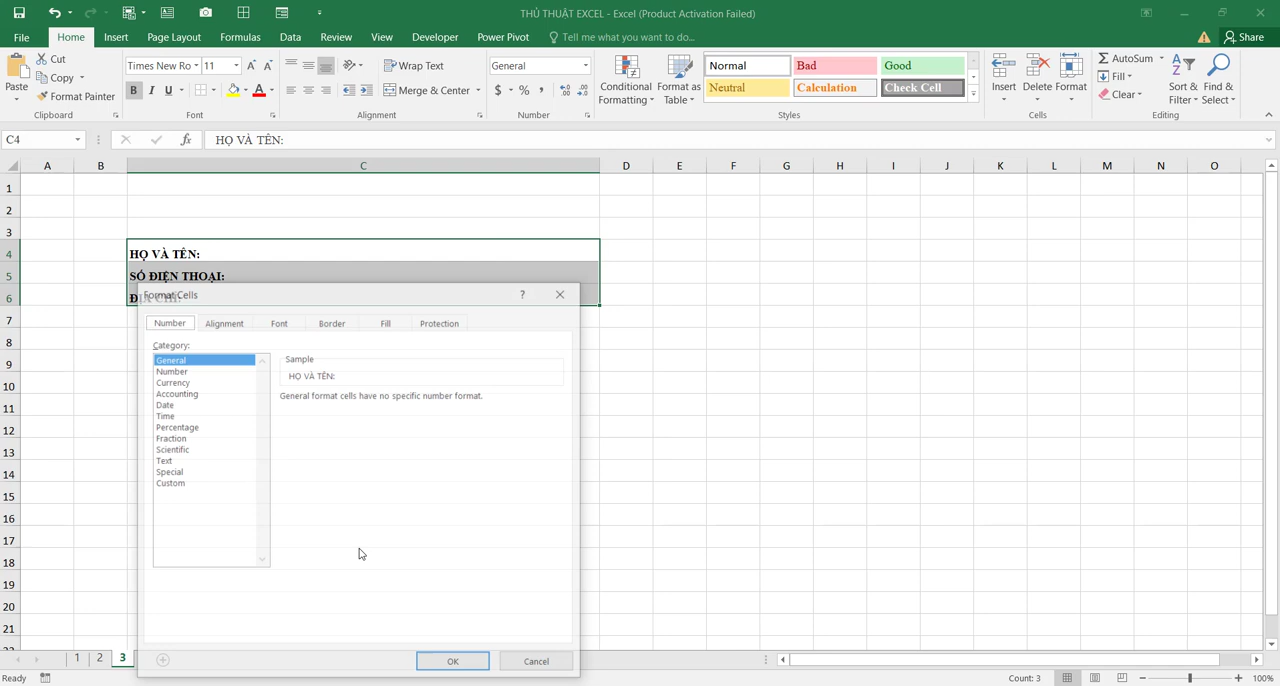 THỦ THUẬT EXCEL - Excel (Product Activation Failed)
File Home Insert Page Layout Formulas Data Review View Developer Power Pivot Tell me what you want to do... Share
Paste Cut Copy Format Painter Clipboard
Times New Ro 11 B I U Font
Wrap Text Merge & Center Alignment
General $ % , Number
Conditional Formatting Format as Table
Normal Bad Good
Neutral Calculation Check Cell
Styles
Insert Delete Format Cells
AutoSum Fill Clear Sort & Filter Find & Select Editing
C4 fx HỌ VÀ TÊN:
A B C D E F G H I J K L M N O
1
2
3
4 HỌ VÀ TÊN:
5 SỐ ĐIỆN THOẠI:
6 ĐỊA CHỈ:
7
8
9
10
11
12
13
14
15
16
17
18
19
20
21
Format Cells ?
Number Alignment Font Border Fill Protection
Category:
General
Number
Currency
Accounting
Date
Time
Percentage
Fraction
Scientific
Text
Special
Custom
Sample
HỌ VÀ TÊN:
General format cells have no specific number format.
OK Cancel
1 2 3
Ready Count: 3 100%